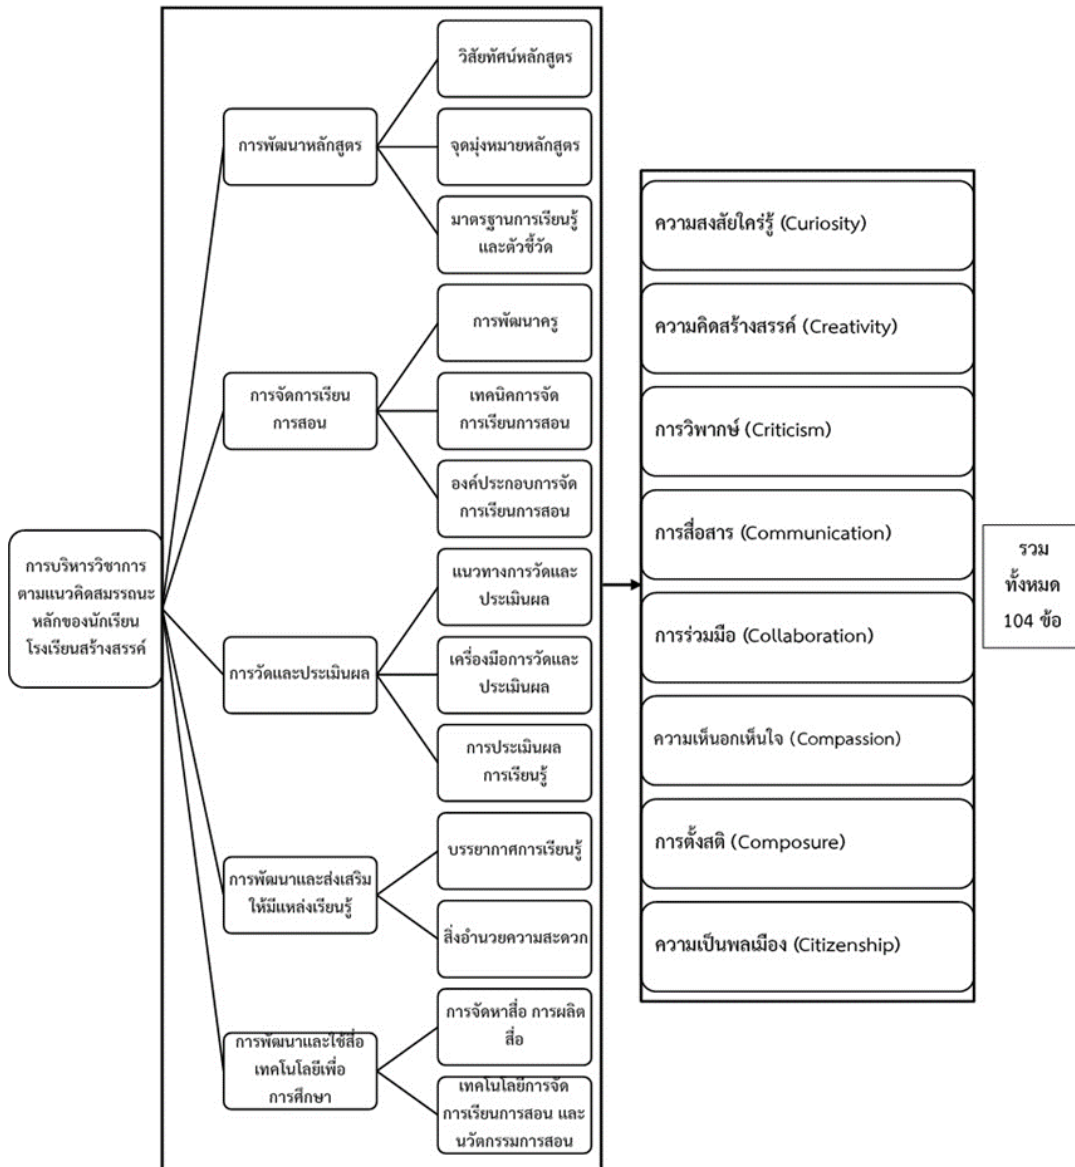 การบริหารวิชาการ
ตามแนวคิดสมรรถนะ
หลักของนักเรียน
โรงเรียนสร้างสรรค์
การพัฒนาหลักสูตร
วิสัยทัศน์หลักสูตร
จุดมุ่งหมายหลักสูตร
มาตรฐานการเรียนรู้
และตัวชี้วัด
การจัดการเรียน
การสอน
การพัฒนาครู
เทคนิคการจัด
การเรียนการสอน
องค์ประกอบการจัด
การเรียนการสอน
การวัดและประเมินผล
แนวทางการวัดและ
ประเมินผล
เครื่องมือการวัดและ
ประเมินผล
การประเมินผล
การเรียนรู้
การพัฒนาและส่งเสริม
ให้มีแหล่งเรียนรู้
บรรยากาศการเรียนรู้
สิ่งอำนวยความสะดวก
การพัฒนาและใช้สื่อ
เทคโนโลยีเพื่อ
การศึกษา
การจัดหาสื่อ การผลิต
สื่อ
เทคโนโลยีการจัด
การเรียนการสอน และ
นวัตกรรมการสอน
ความสงสัยใคร่รู้ (Curiosity)
ความคิดสร้างสรรค์ (Creativity)
การวิพากษ์ (Criticism)
การสื่อสาร (Communication)
การร่วมมือ (Collaboration)
ความเห็นอกเห็นใจ (Compassion)
การตั้งสติ (Composure)
ความเป็นพลเมือง (Citizenship)
รวม
ทั้งหมด
104 ข้อ